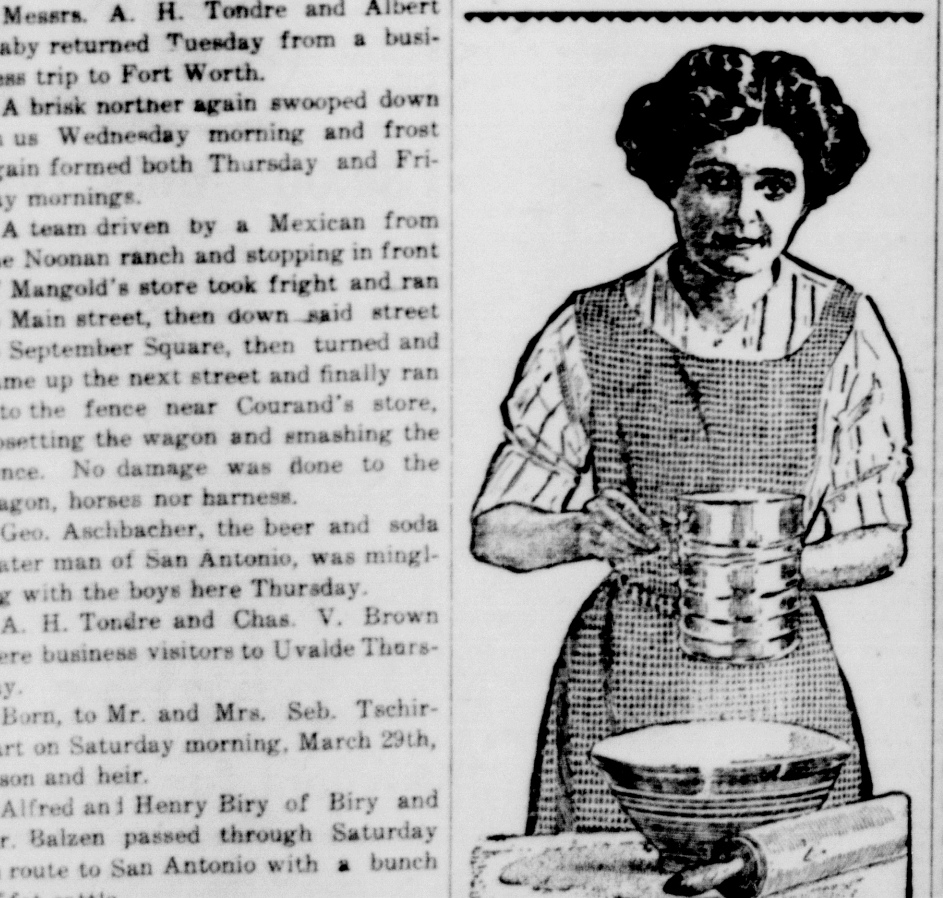 Messrs. A. H. Tondre and Albert
aby returned Tuesday from a busi-
ess trip to Fort Worth.
A brisk nortner again swooped down
us Wednesday morning and frost
gain formed both Thursday and Fri-
ay mornings.
A team driven by a Mexican from
e Noonan ranch and stopping in front
Mangold's store took fright and ran
Main street, then down said street
September Square, then turned and
ame up the next street and finally ran
to the fence near Courand's store,
psetting the wagon and smashing the
nce. No damage was done to the
agon, horses nor harness.
Geo. Aschbacher, the beer and soda
ater man of San Antonio, was mingl-
g with the boys here Thursday.
A. H. Tondre and Chas. V. Brown
ere business visitors to Uvalde Thurs-
ay.
Born, to Mr. and Mrs. Seb. Tschir-
art on Saturday morning, March 29th,
son and heir.
Alfred and Henry Biry of Biry and
r. Balzen passed through Saturday
route to San Antonio with a bunch